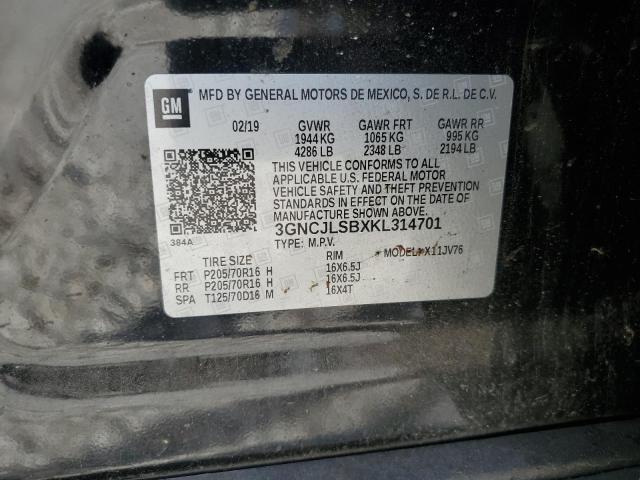 GM
MFD BY GENERAL MOTORS DE MEXICO, S. DE R.L. DE C.V.
02/19 GVWR GAWR FRT GAWR RR
1944 KG 1065 KG 995 KG
4286 LB 2348 LB 2194 LB
THIS VEHICLE CONFORMS TO ALL
APPLICABLE U.S. FEDERAL MOTOR
VEHICLE SAFETY AND THEFT PREVENTION
STANDARDS IN EFFECT ON THE DATE OF
MANUFACTURE SHOWN ABOVE.
384A
3GNCJLSBXKL314701
TYPE: M.P.V.
TIRE SIZE RIM MODEL: X11JV76
FRT P205/70R16 H 16X6.5J
RR P205/70R16 H 16X6.5J
SPA T125/70D16 M 16X4T